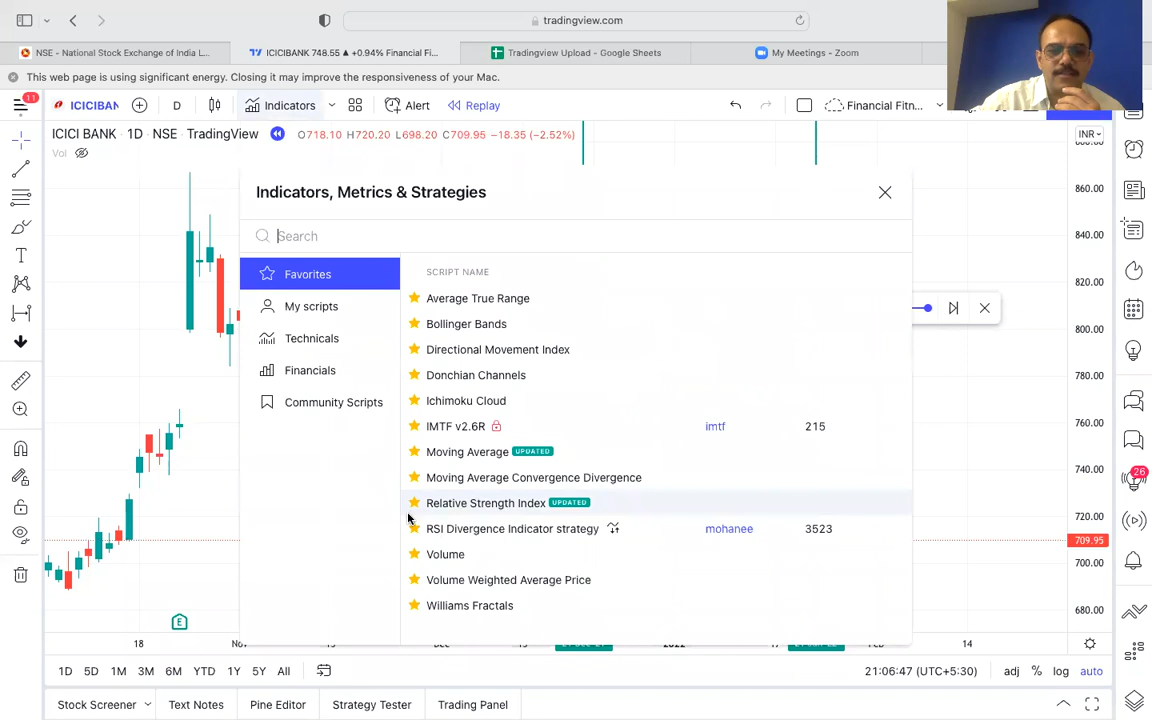 tradingview.com
NSE - National Stock Exchange of India L...
ICICIBANK 748.55 ▲ +0.94% Financial Fi...
Tradingview Upload - Google Sheets
My Meetings - Zoom
This web page is using significant energy. Closing it may improve the responsiveness of your Mac.
11
ICICIBAN
D
Indicators
Alert
Replay
Financial Fitn...
ICICI BANK · 1D · NSE · TradingView
O718.10 H720.20 L698.20 C709.95 −18.35 (−2.52%)
INR
Vol
Indicators, Metrics & Strategies
Search
Favorites
My scripts
Technicals
Financials
Community Scripts
SCRIPT NAME
Average True Range
Bollinger Bands
Directional Movement Index
Donchian Channels
Ichimoku Cloud
IMTF v2.6R imtf 215
Moving Average UPDATED
Moving Average Convergence Divergence
Relative Strength Index UPDATED
RSI Divergence Indicator strategy mohanee 3523
Volume
Volume Weighted Average Price
Williams Fractals
860.00
840.00
820.00
800.00
780.00
760.00
740.00
720.00
709.95
700.00
680.00
26
E
18
Nov
2022
17
Feb
14
1D 5D 1M 3M 6M YTD 1Y 5Y All
21:06:47 (UTC+5:30)
adj % log auto
Stock Screener
Text Notes
Pine Editor
Strategy Tester
Trading Panel